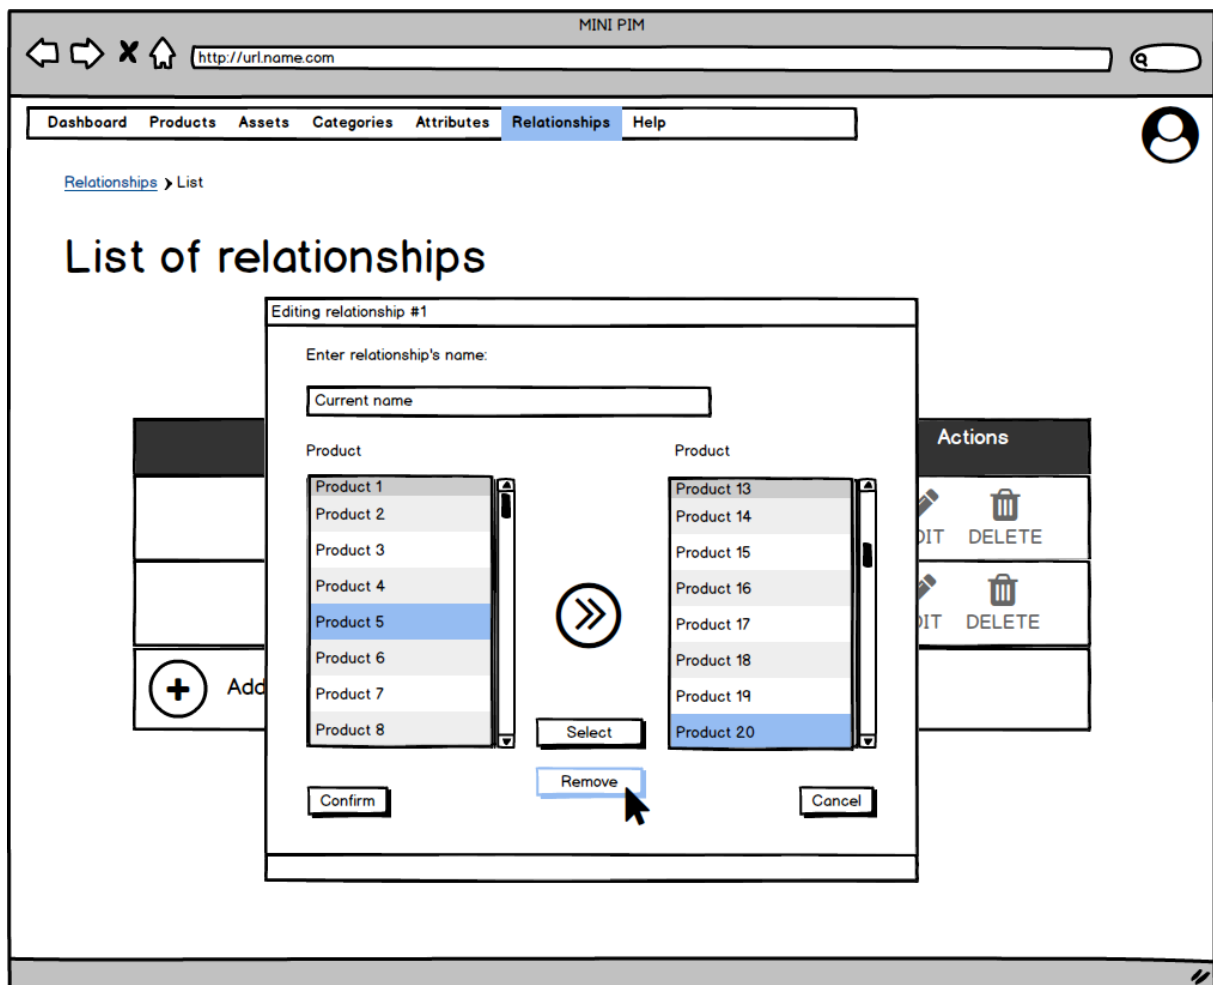 MINI PIM
http://url.name.com
Dashboard Products Assets Categories Attributes Relationships Help
Relationships List
List of relationships
Editing relationship #1
Enter relationship's name:
Current name
Product Product
Actions
Product 1 Product 13
Product 2 Product 14
Product 3 Product 15
DIT DELETE
Product 4 Product 16
Product 5 Product 17
DIT DELETE
Product 6 Product 18
Product 7 Product 19
Add
Product 8 Select Product 20
Remove
Confirm Cancel